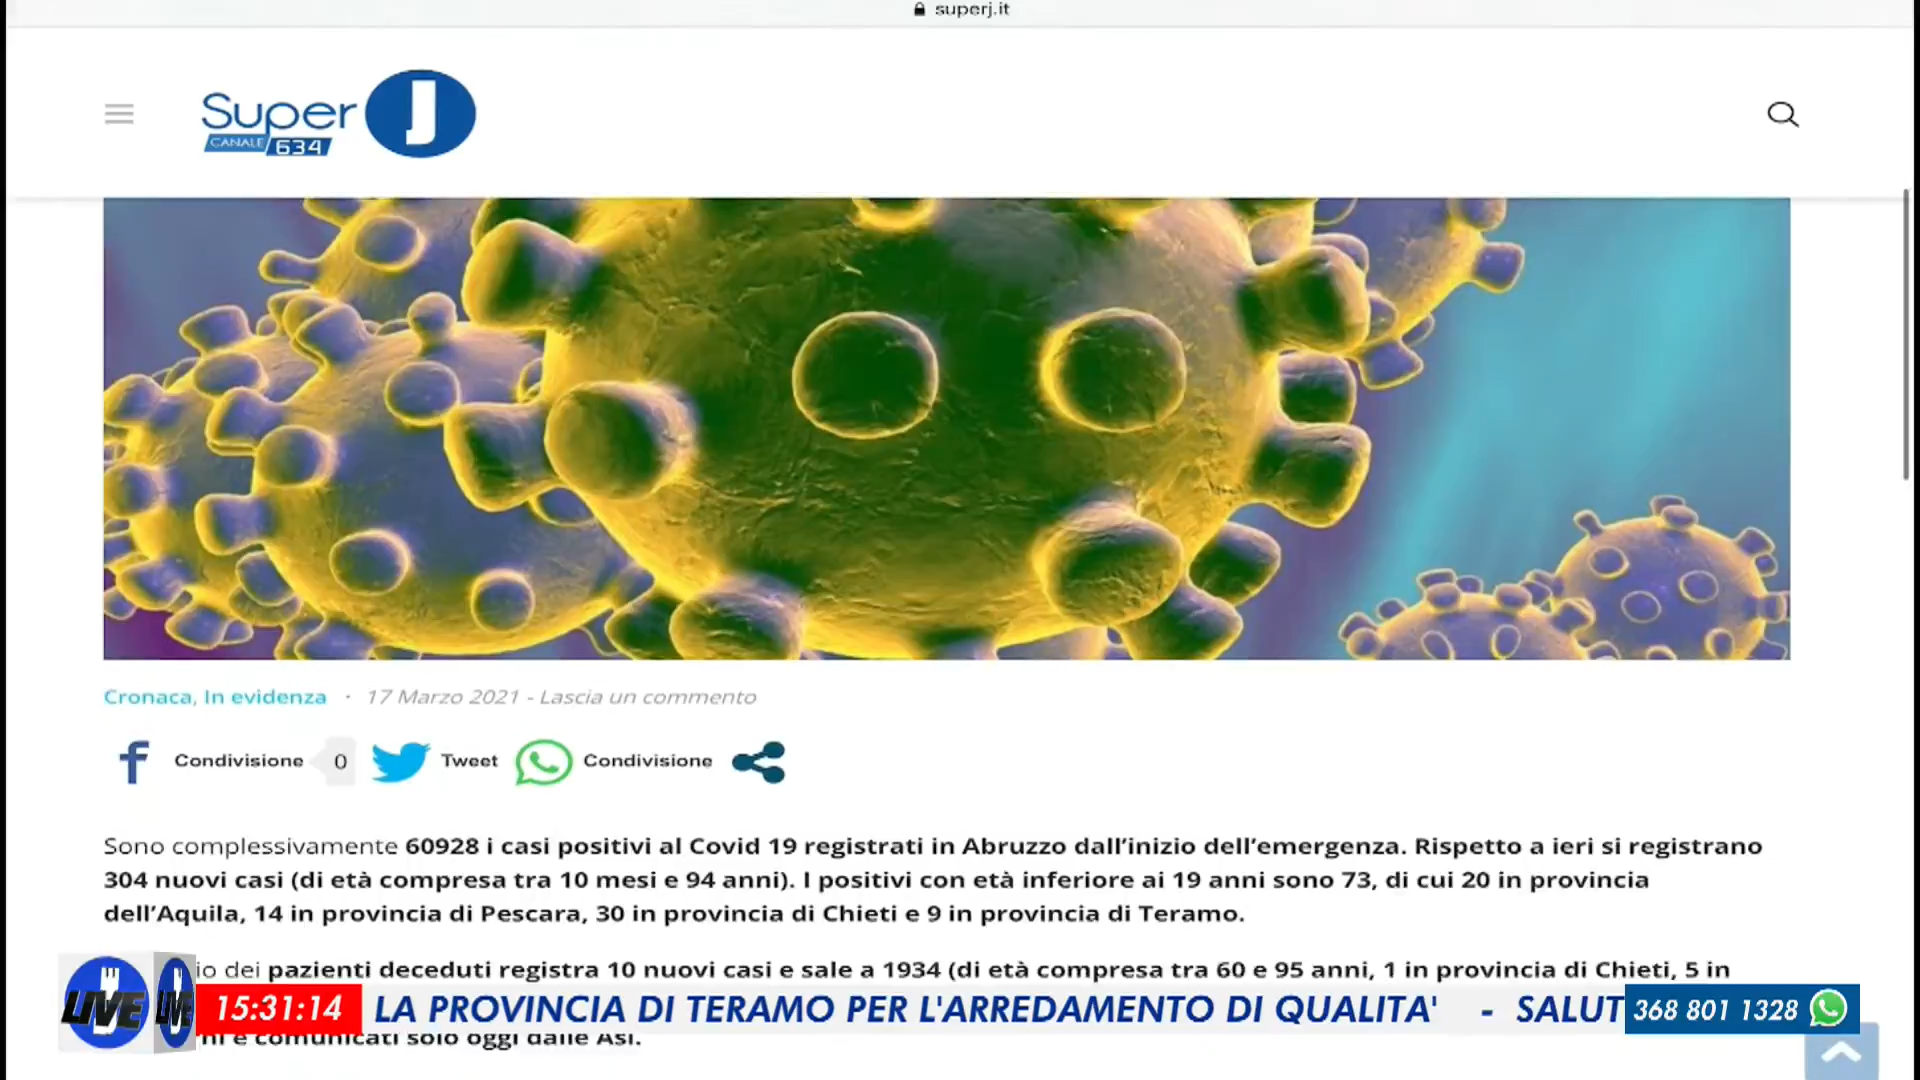 superj.it
Super J
CANALE 634
Cronaca, In evidenza · 17 Marzo 2021 - Lascia un commento
Condivisione 0 Tweet Condivisione
Sono complessivamente 60928 i casi positivi al Covid 19 registrati in Abruzzo dall’inizio dell’emergenza. Rispetto a ieri si registrano
304 nuovi casi (di età compresa tra 10 mesi e 94 anni). I positivi con età inferiore ai 19 anni sono 73, di cui 20 in provincia
dell’Aquila, 14 in provincia di Pescara, 30 in provincia di Chieti e 9 in provincia di Teramo.
io dei pazienti deceduti registra 10 nuovi casi e sale a 1934 (di età compresa tra 60 e 95 anni, 1 in provincia di Chieti, 5 in
LIVE LIVE 15:31:14 LA PROVINCIA DI TERAMO PER L'ARREDAMENTO DI QUALITA' - SALUT 368 801 1328
ni e comunicati solo oggi dalle Asl.